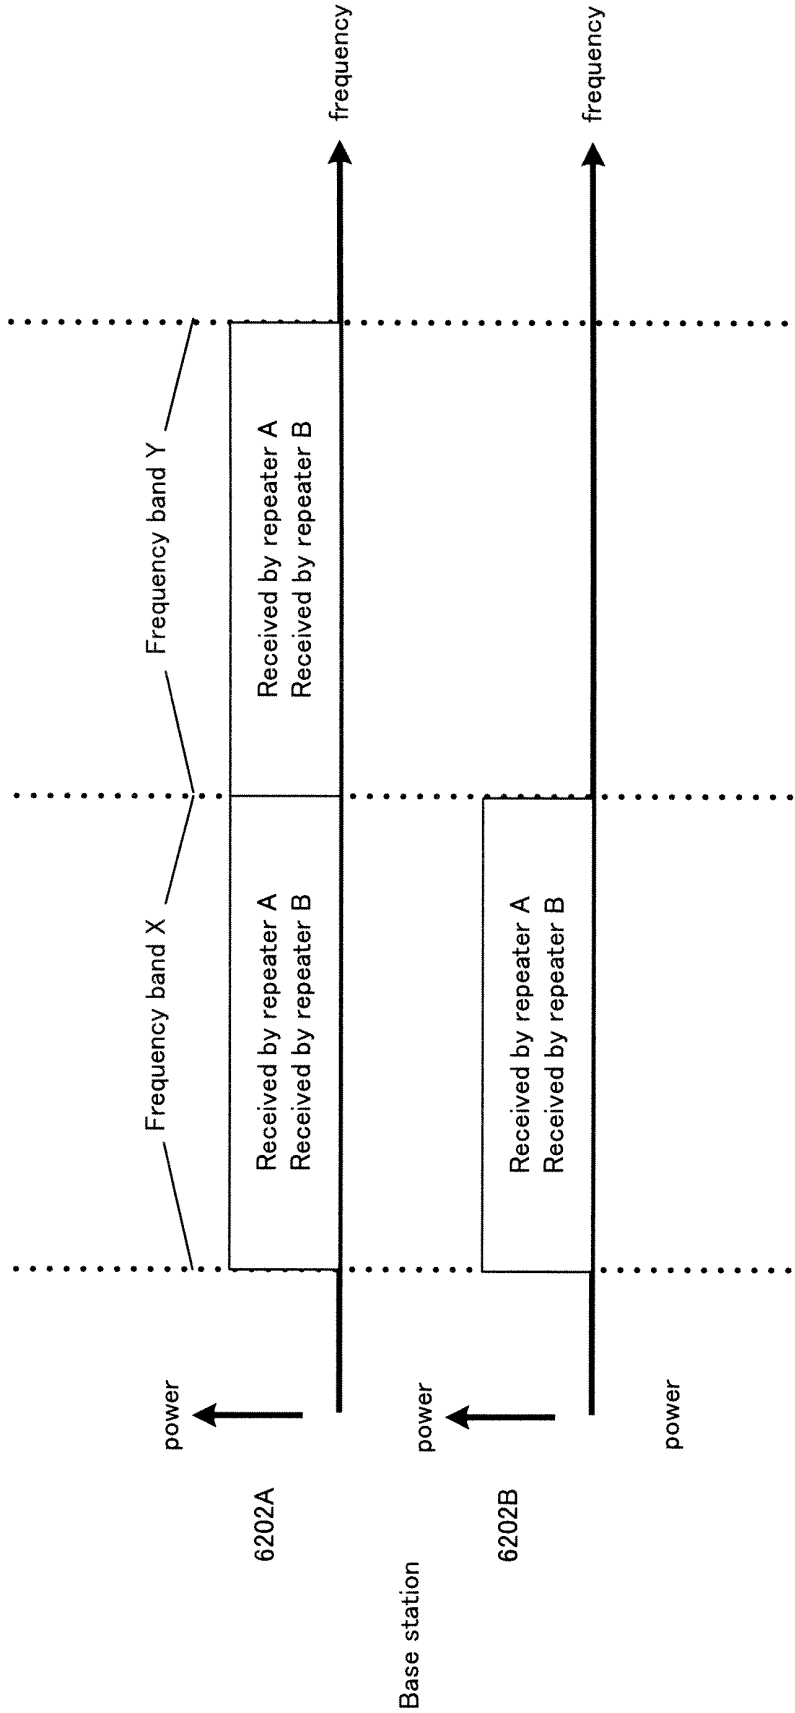 Frequency band X
Frequency band Y
power
6202A
Received by repeater A
Received by repeater B
Received by repeater A
Received by repeater B
frequency
Base station
power
6202B
Received by repeater A
Received by repeater B
frequency
power